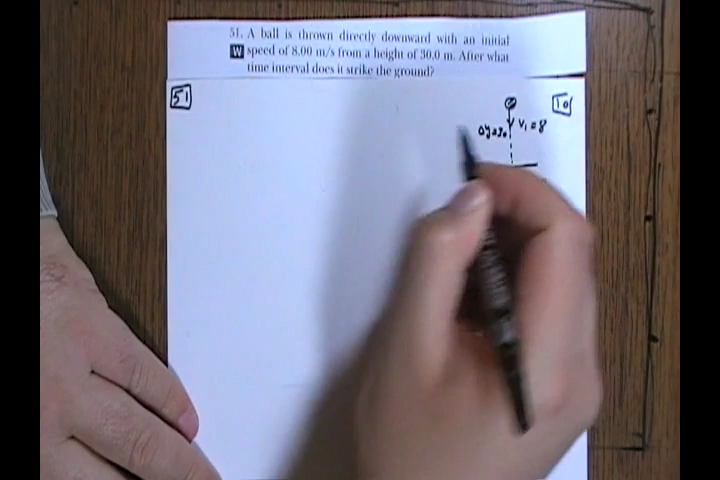 51. A ball is thrown directly downward with an initial
W speed of 8.00 m/s from a height of 30.0 m. After what
time interval does it strike the ground?
51
10
V₁ = 8